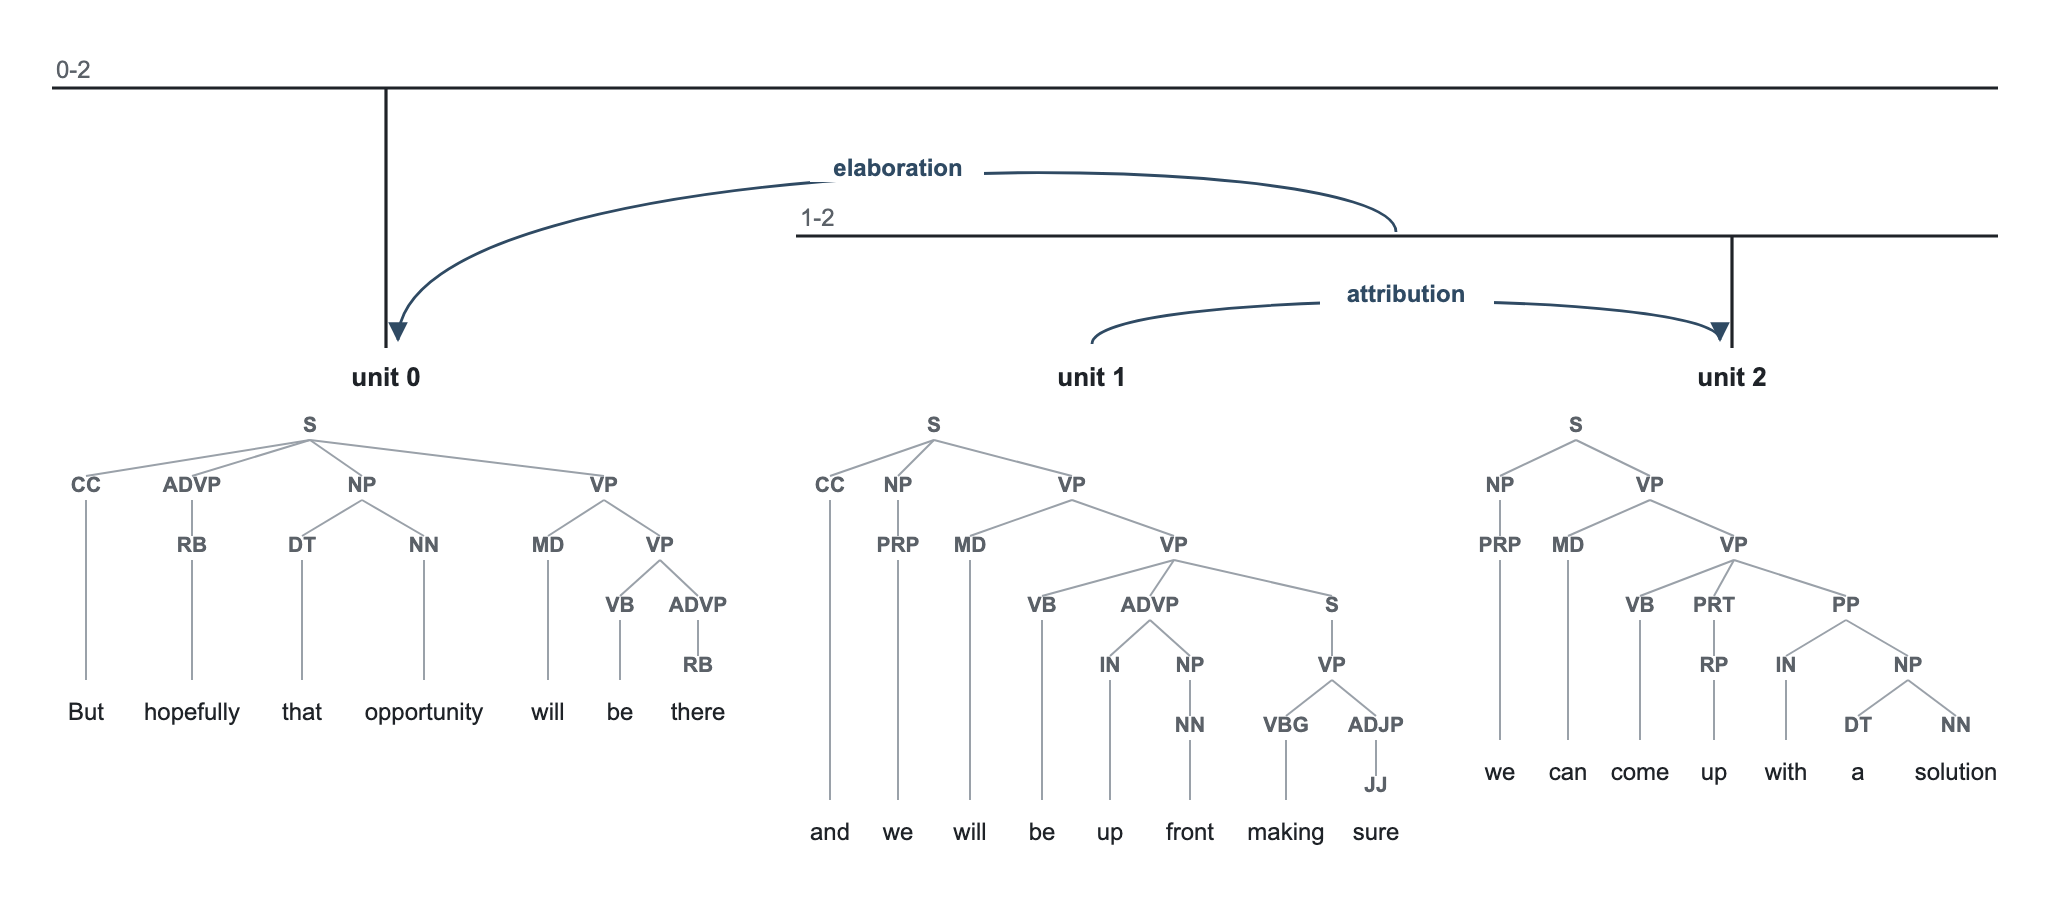 0-2
elaboration
1-2
attribution
unit 0 unit 1 unit 2
S S S
CC ADVP NP VP CC NP VP NP VP
RB DT NN MD VP PRP MD VP PRP MD VP
VB ADVP VB ADVP S VB PRT PP
RB IN NP VP RP IN NP
But hopefully that opportunity will be there NN VBG ADJP DT NN
we can come up with a solution
JJ
and we will be up front making sure